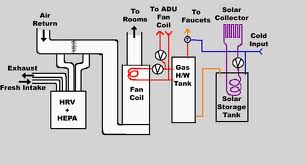 Air
Return
To
Rooms
To ADU
Fan
Coil
To
Faucets
Solar
Collector
Cold
Input
Exhaust
Fresh Intake
HRV
+
HEPA
Fan
Coil
Gas
H/W
Tank
Solar
Storage
Tank
V
V
V